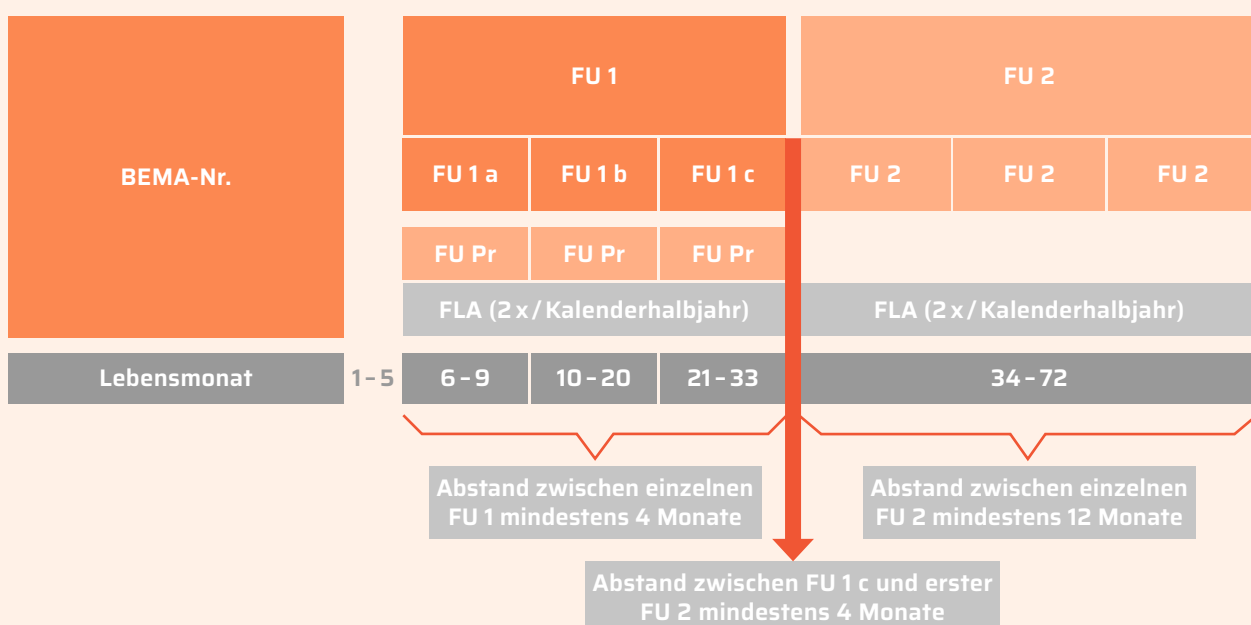 FU 1
FU 2
BEMA-Nr.
FU 1 a
FU 1 b
FU 1 c
FU 2
FU 2
FU 2
FU Pr
FU Pr
FU Pr
FLA (2 x / Kalenderhalbjahr)
FLA (2 x / Kalenderhalbjahr)
Lebensmonat
1 – 5
6 – 9
10 – 20
21 – 33
34 – 72
Abstand zwischen einzelnen
FU 1 mindestens 4 Monate
Abstand zwischen einzelnen
FU 2 mindestens 12 Monate
Abstand zwischen FU 1 c und erster
FU 2 mindestens 4 Monate